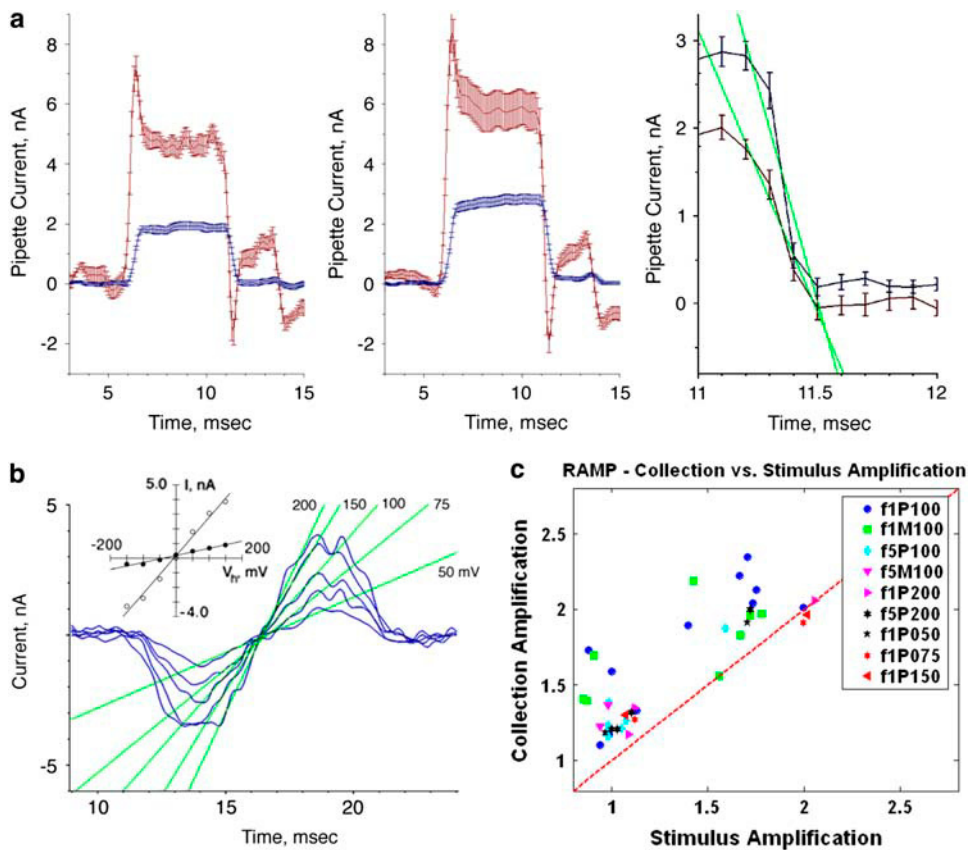 a
Pipette Current, nA
8
6
4
2
0
-2
5
10
15
Time, msec
Pipette Current, nA
8
6
4
2
0
-2
5
10
15
Time, msec
Pipette Current, nA
3
2
1
0
11
11.5
12
Time, msec
b
Current, nA
5
-5
10
15
20
Time, msec
5.0
I, nA
-200
200
Vh, mV
-4.0
200
150
100
75
50 mV
c
RAMP - Collection vs. Stimulus Amplification
Collection Amplification
2.5
2
1.5
1
1
1.5
2
2.5
Stimulus Amplification
f1P100
f1M100
f5P100
f5M100
f1P200
f5P200
f1P050
f1P075
f1P150